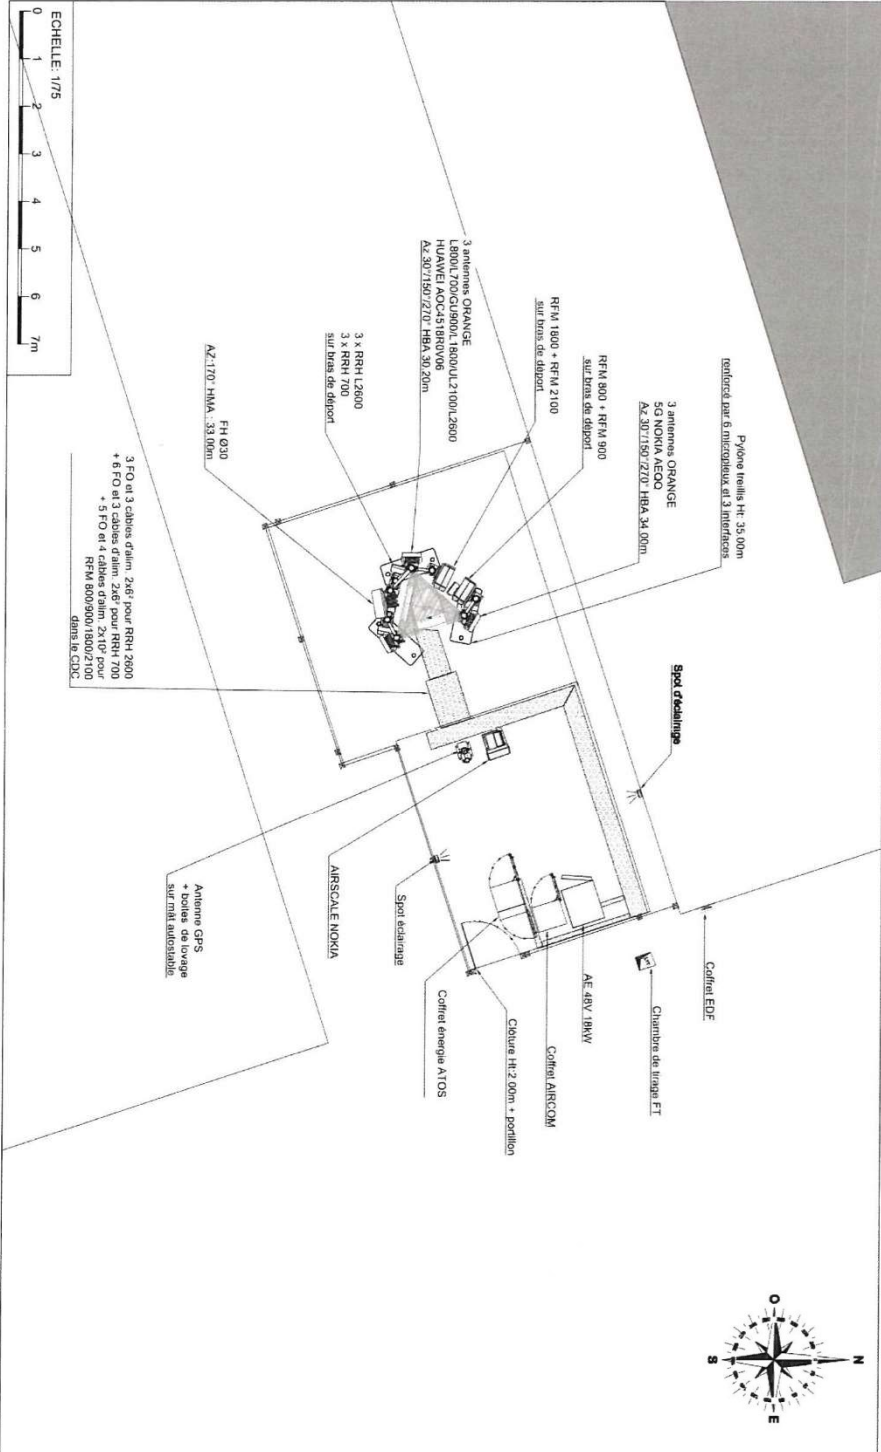 Pylône treillis Ht: 35.00m
renforcé par 6 micropieux et 3 interfaces
3 antennes ORANGE
5G NOKIA AEQQ
Az 30°/150°/270° HBA 34.00m
RFM 800 + RFM 900
sur bras de déport
RFM 1800 + RFM 2100
sur bras de déport
3 antennes ORANGE
L800/L700/GU900/L1800/UL2100/L2600
HUAWEI AOC4518R0V06
Az 30°/150°/270° HBA 30.20m
3 x RRH L2600
3 x RRH 700
sur bras de déport
FH Ø30
AZ:170° HMA : 33.00m
3 FO et 3 câbles d'alim. 2x6² pour RRH 2600
+ 6 FO et 3 câbles d'alim. 2x6² pour RRH 700
+ 5 FO et 4 câbles d'alim. 2x10² pour
RFM 800/900/1800/2100
dans le CDC
Spot d'éclairage
Coffret EDF
Chambre de tirage FT
AE 48V 18kW
Coffret AIRCOM
Clôture Ht:2.00m + portillon
Coffret énergie ATOS
Spot éclairage
AIRSCALE NOKIA
Antenne GPS
+ boites de lovage
sur mât autostable
ECHELLE: 1/75
0 1 2 3 4 5 6 7m
N
O
E
S